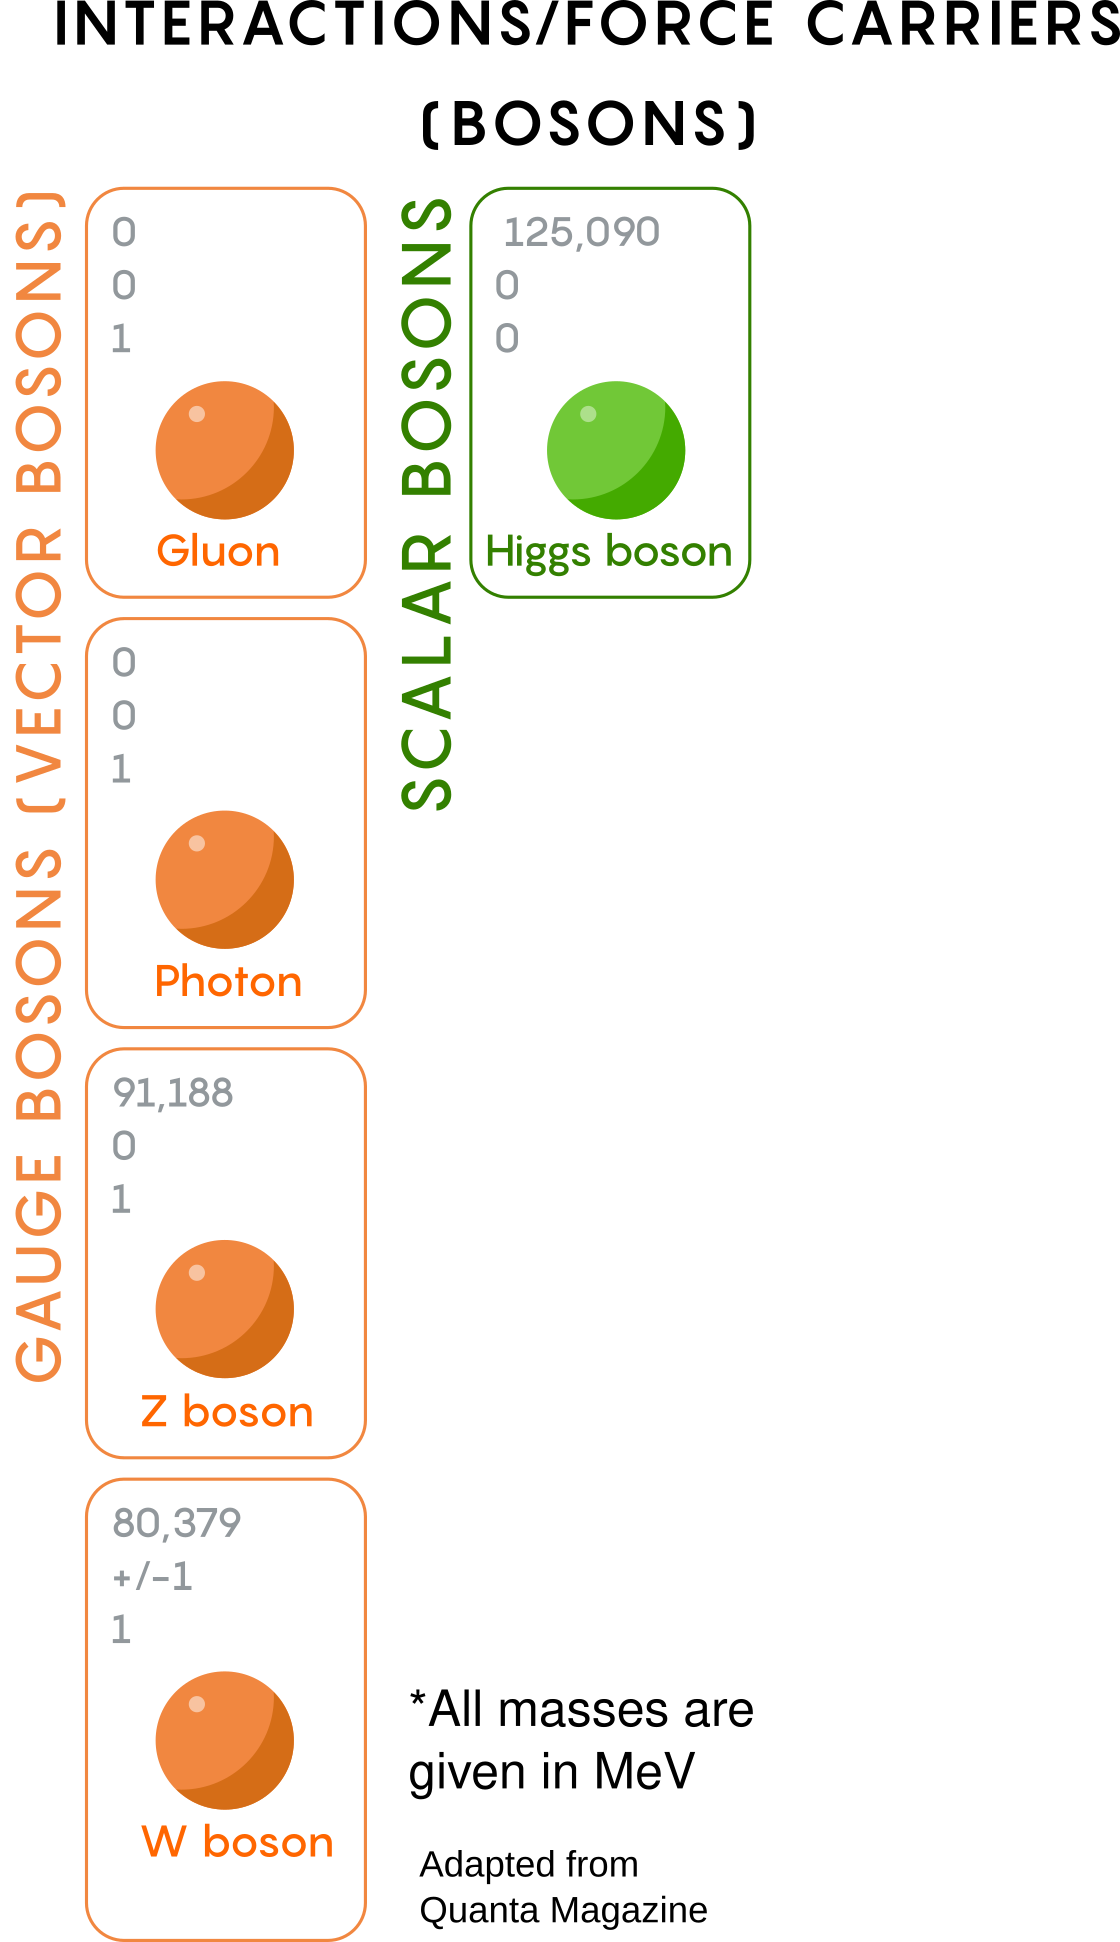 INTERACTIONS/FORCE CARRIERS
(BOSONS)
GAUGE BOSONS (VECTOR BOSONS)
0
0
1
Gluon
0
0
1
Photon
91,188
0
1
Z boson
80,379
+/-1
1
W boson
SCALAR BOSONS
125,090
0
0
Higgs boson
*All masses are
given in MeV
Adapted from
Quanta Magazine